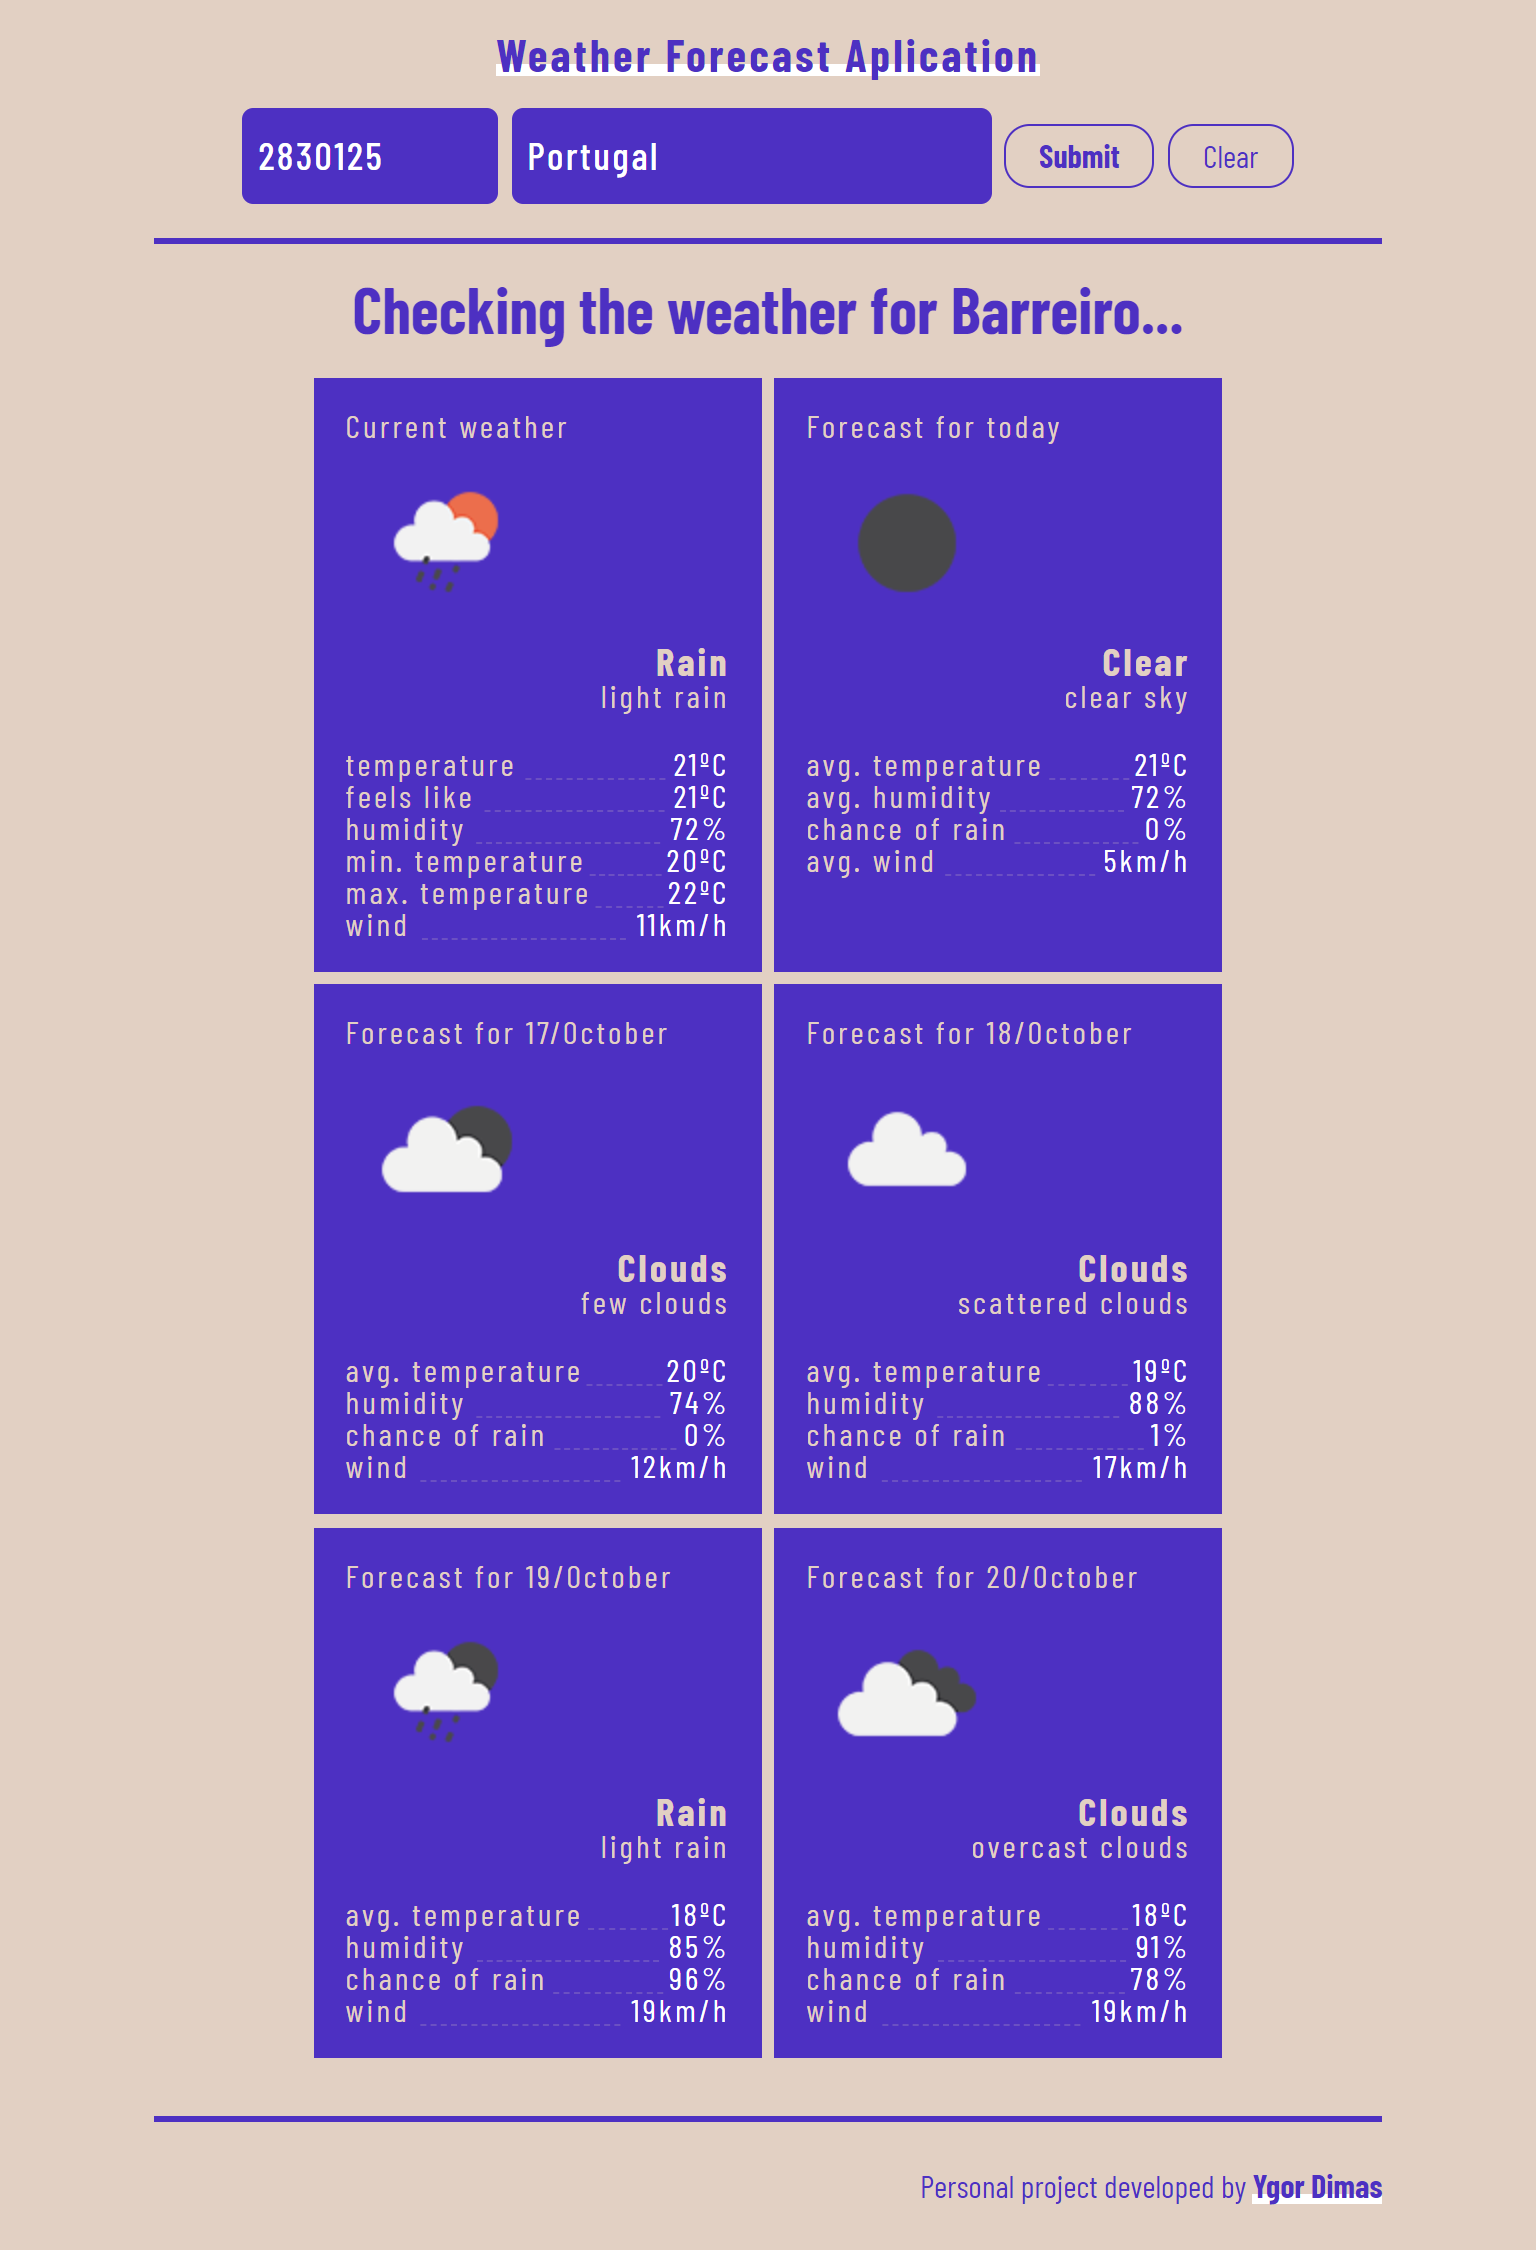 Weather Forecast Aplication
2830125
Portugal
Submit
Clear
Checking the weather for Barreiro...
Current weather
Rain
light rain
temperature 21ºC
feels like 21ºC
humidity 72%
min. temperature 20ºC
max. temperature 22ºC
wind 11km/h
Forecast for today
Clear
clear sky
avg. temperature 21ºC
avg. humidity 72%
chance of rain 0%
avg. wind 5km/h
Forecast for 17/October
Clouds
few clouds
avg. temperature 20ºC
humidity 74%
chance of rain 0%
wind 12km/h
Forecast for 18/October
Clouds
scattered clouds
avg. temperature 19ºC
humidity 88%
chance of rain 1%
wind 17km/h
Forecast for 19/October
Rain
light rain
avg. temperature 18ºC
humidity 85%
chance of rain 96%
wind 19km/h
Forecast for 20/October
Clouds
overcast clouds
avg. temperature 18ºC
humidity 91%
chance of rain 78%
wind 19km/h
Personal project developed by Ygor Dimas